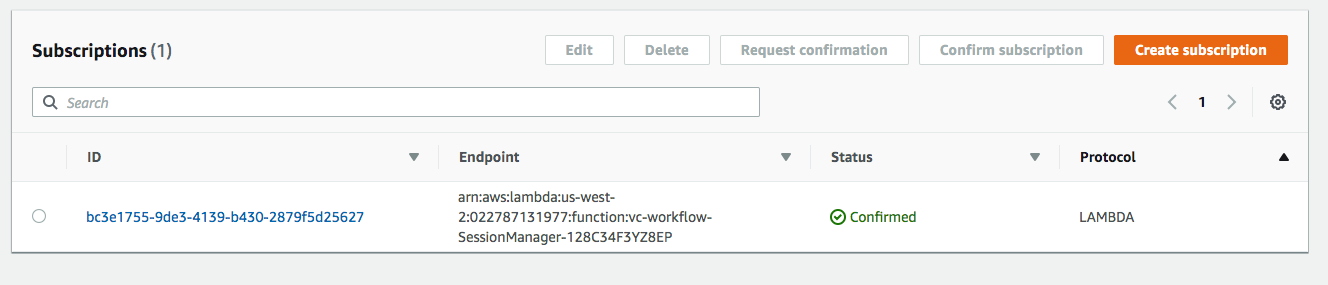 Subscriptions (1)
Edit
Delete
Request confirmation
Confirm subscription
Create subscription
Search
1
ID
Endpoint
Status
Protocol
bc3e1755-9de3-4139-b430-2879f5d25627
arn:aws:lambda:us-west-
2:022787131977:function:vc-workflow-
SessionManager-128C34F3YZ8EP
Confirmed
LAMBDA